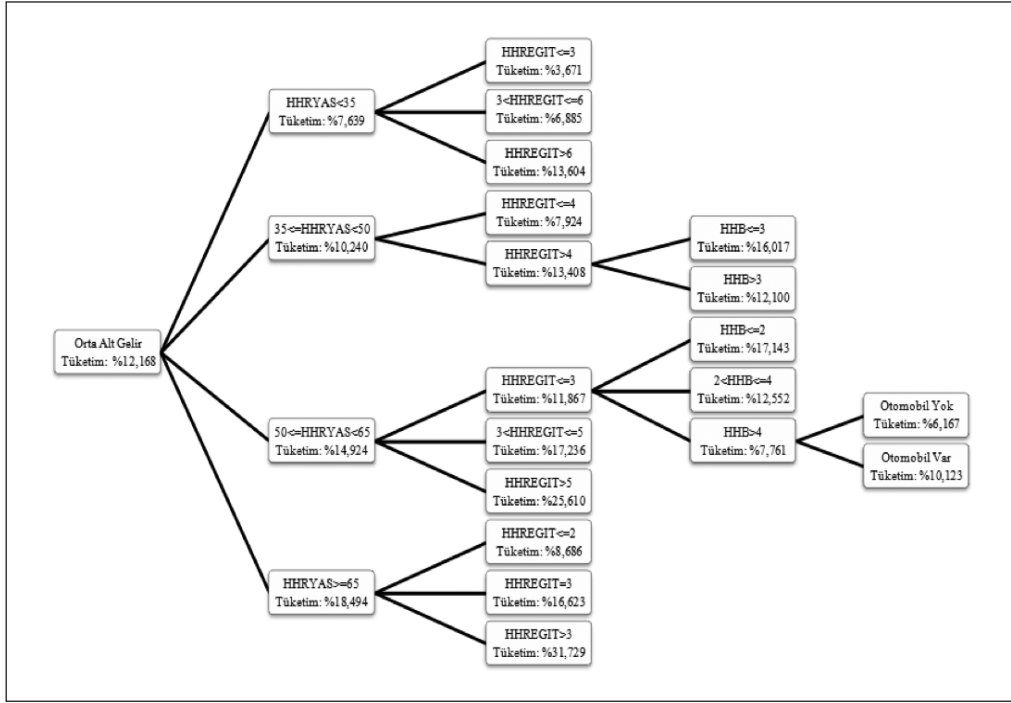 Orta Alt Gelir
Tüketim: %12,168
HHRYAS<35
Tüketim: %7,639
35<=HHRYAS<50
Tüketim: %10,240
50<=HHRYAS<65
Tüketim: %14,924
HHRYAS>=65
Tüketim: %18,494
HHREGIT<=3
Tüketim: %3,671
3<HHREGIT<=6
Tüketim: %6,885
HHREGIT>6
Tüketim: %13,604
HHREGIT<=4
Tüketim: %7,924
HHREGIT>4
Tüketim: %13,408
HHREGIT<=3
Tüketim: %11,867
3<HHREGIT<=5
Tüketim: %17,236
HHREGIT>5
Tüketim: %25,610
HHREGIT<=2
Tüketim: %8,686
HHREGIT=3
Tüketim: %16,623
HHREGIT>3
Tüketim: %31,729
HHB<=3
Tüketim: %16,017
HHB>3
Tüketim: %12,100
HHB<=2
Tüketim: %17,143
2<HHB<=4
Tüketim: %12,552
HHB>4
Tüketim: %7,761
Otomobil Yok
Tüketim: %6,167
Otomobil Var
Tüketim: %10,123